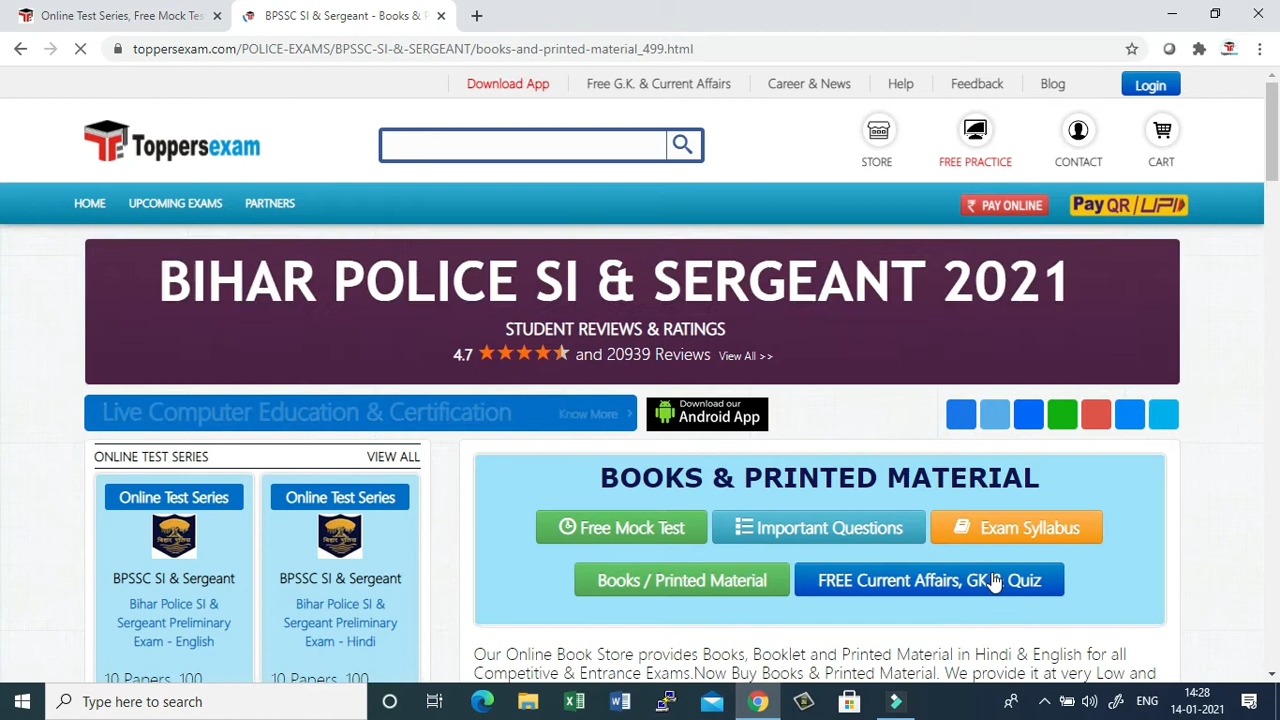 Online Test Series, Free Mock Tes
BPSSC SI & Sergeant - Books & P
toppersexam.com/POLICE-EXAMS/BPSSC-SI-&-SERGEANT/books-and-printed-material_499.html
Download App
Free G.K. & Current Affairs
Career & News
Help
Feedback
Blog
Login
Toppersexam
STORE
FREE PRACTICE
CONTACT
CART
HOME
UPCOMING EXAMS
PARTNERS
₹ PAY ONLINE
Pay QR/UPI
BIHAR POLICE SI & SERGEANT 2021
STUDENT REVIEWS & RATINGS
4.7 and 20939 Reviews View All >>
Live Computer Education & Certification
Know More
Download our
Android App
ONLINE TEST SERIES
VIEW ALL
Online Test Series
BPSSC SI & Sergeant
Bihar Police SI &
Sergeant Preliminary
Exam - English
10 Papers, 100
Online Test Series
BPSSC SI & Sergeant
Bihar Police SI &
Sergeant Preliminary
Exam - Hindi
10 Papers, 100
BOOKS & PRINTED MATERIAL
Free Mock Test
Important Questions
Exam Syllabus
Books / Printed Material
FREE Current Affairs, GK Quiz
Our Online Book Store provides Books, Booklet and Printed Material in Hindi & English for all
Competitive & Entrance Exams.Now Buy Books & Printed Material. We provide it at very Low and
Type here to search
ENG
14:28
14-01-2021